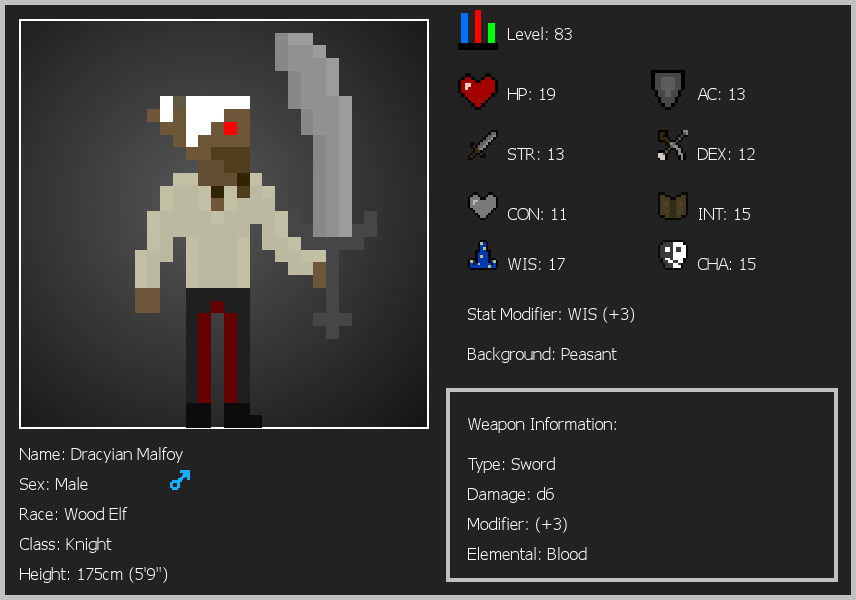 Level: 83
HP: 19
AC: 13
STR: 13
DEX: 12
CON: 11
INT: 15
WIS: 17
CHA: 15
Stat Modifier: WIS (+3)
Background: Peasant
Weapon Information:
Type: Sword
Damage: d6
Modifier: (+3)
Elemental: Blood
Name: Dracyian Malfoy
Sex: Male
Race: Wood Elf
Class: Knight
Height: 175cm (5'9")